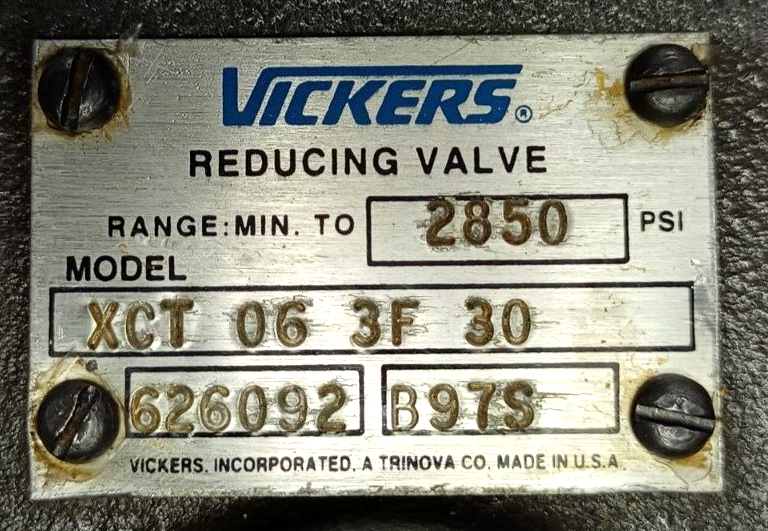 VICKERS®
REDUCING VALVE
RANGE: MIN. TO 2850 PSI
MODEL
XCT 06 3F 30
626092 B97S
VICKERS, INCORPORATED, A TRINOVA CO. MADE IN U.S.A.